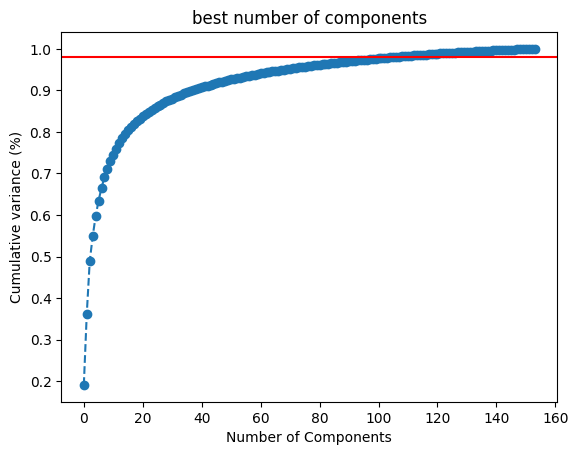 best number of components
1.0
0.9
0.8
0.7
0.6
0.5
0.4
0.3
0.2
Cumulative variance (%)
0 20 40 60 80 100 120 140 160
Number of Components